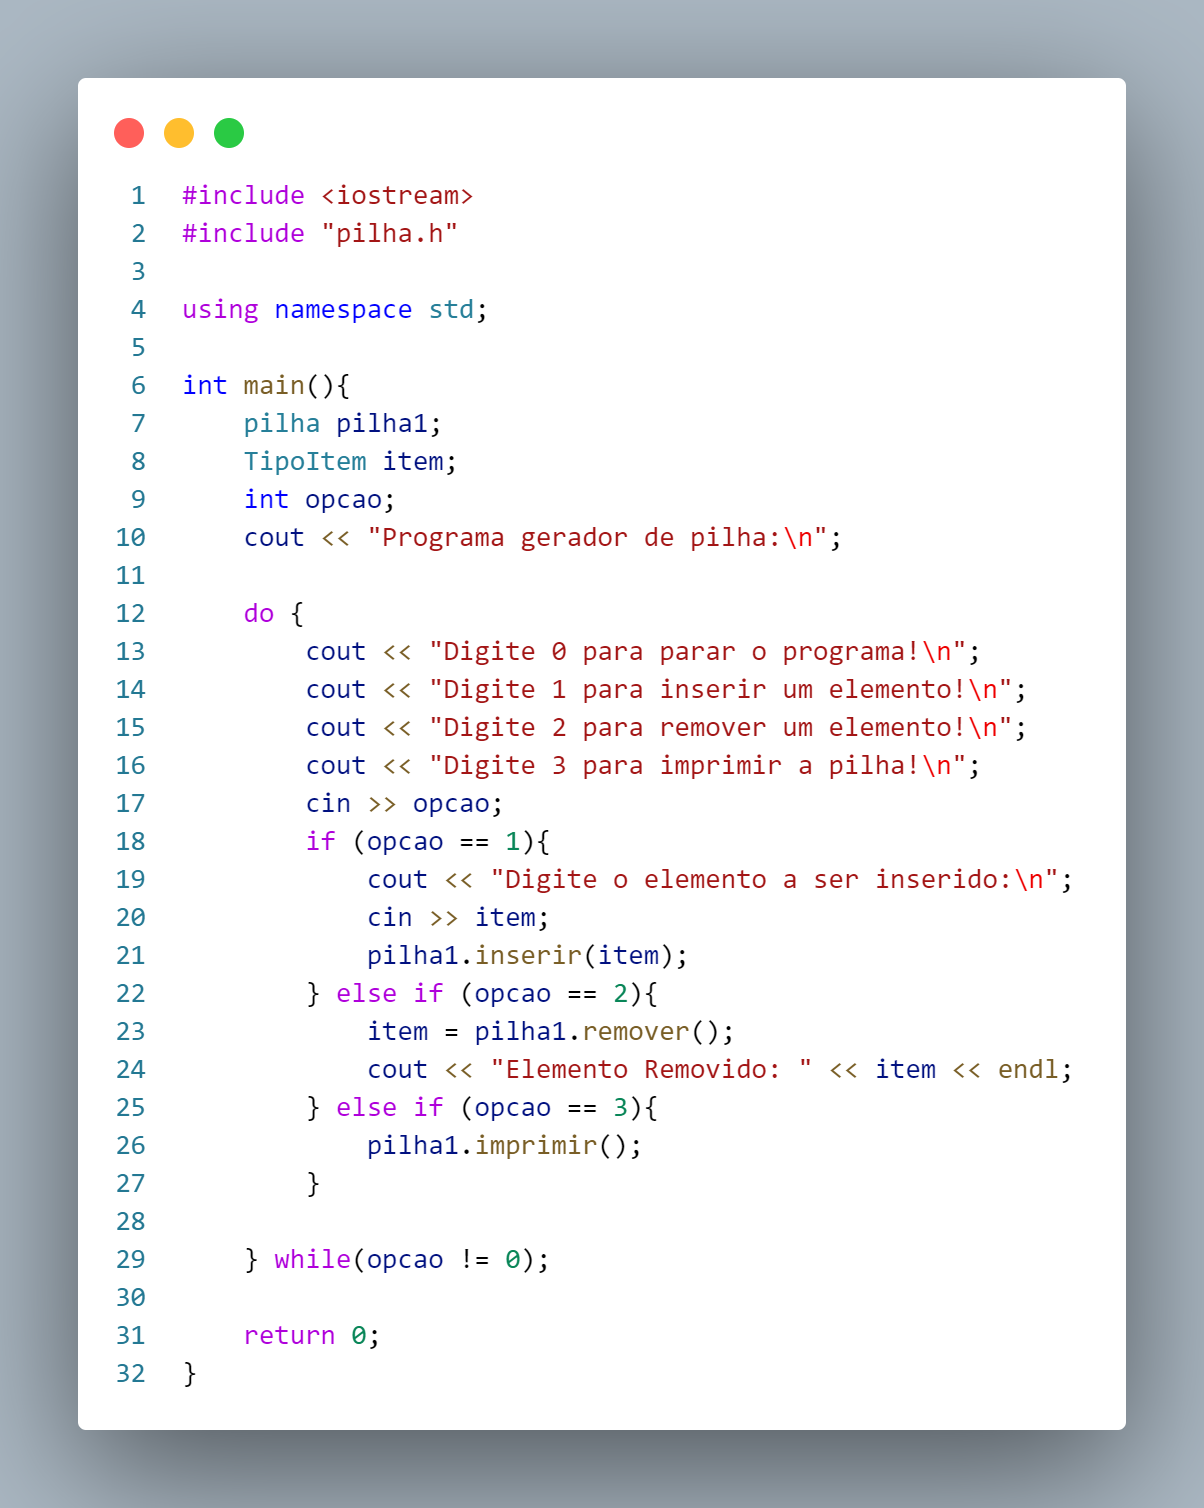 1 #include <iostream>
2 #include "pilha.h"
3
4 using namespace std;
5
6 int main(){
7     pilha pilha1;
8     TipoItem item;
9     int opcao;
10     cout << "Programa gerador de pilha:\n";
11
12     do {
13         cout << "Digite 0 para parar o programa!\n";
14         cout << "Digite 1 para inserir um elemento!\n";
15         cout << "Digite 2 para remover um elemento!\n";
16         cout << "Digite 3 para imprimir a pilha!\n";
17         cin >> opcao;
18         if (opcao == 1){
19             cout << "Digite o elemento a ser inserido:\n";
20             cin >> item;
21             pilha1.inserir(item);
22         } else if (opcao == 2){
23             item = pilha1.remover();
24             cout << "Elemento Removido: " << item << endl;
25         } else if (opcao == 3){
26             pilha1.imprimir();
27         }
28
29     } while(opcao != 0);
30
31     return 0;
32 }